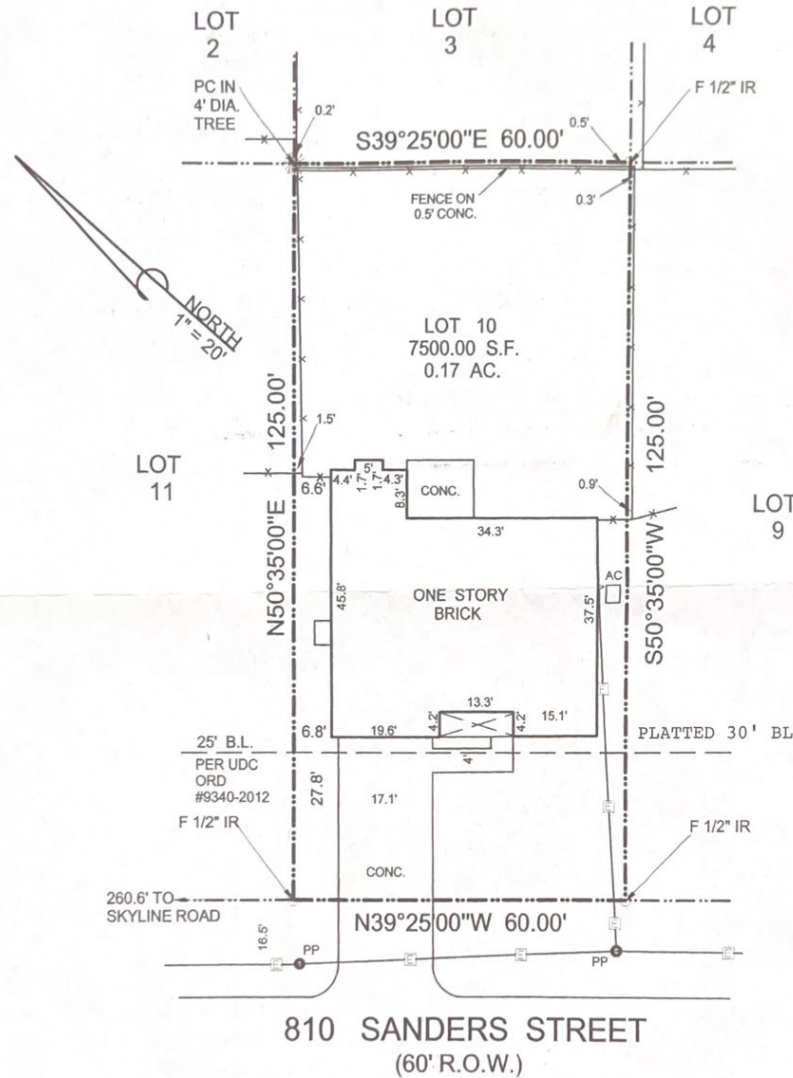 LOT
2
LOT
3
LOT
4
PC IN
4' DIA.
TREE
0.2'
F 1/2" IR
S39°25'00"E 60.00'
0.5'
FENCE ON
0.5' CONC.
0.3'
NORTH
1" = 20'
LOT 10
7500.00 S.F.
0.17 AC.
N50°35'00"E 125.00'
S50°35'00"W 125.00'
LOT
11
1.5'
6.6'
4.4'
1.7'
5'
1.7'
4.3'
8.3'
CONC.
34.3'
0.9'
LOT
9
AC
45.8'
ONE STORY
BRICK
37.5'
13.3'
4.2'
4.2'
6.8'
19.6'
15.1'
4'
25' B.L.
PLATTED 30' BL
PER UDC
ORD
#9340-2012
27.8'
17.1'
F 1/2" IR
F 1/2" IR
CONC.
260.6' TO
SKYLINE ROAD
N39°25'00"W 60.00'
16.5'
PP
PP
810 SANDERS STREET
(60' R.O.W.)